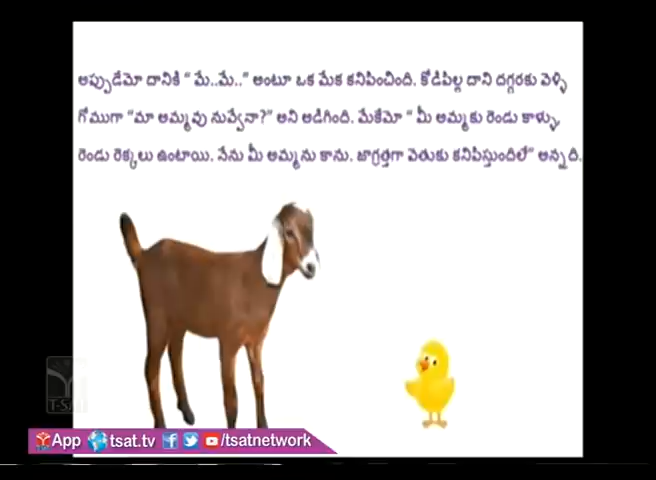 అప్పుడేమో దానికి " మే..మే.." అంటూ ఒక మేక కనిపించింది. కోడిపిల్ల దాని దగ్గరకు వెళ్ళి
గోముగా "మా అమ్మవు నువ్వేనా?" అని అడిగింది. మేకేమో " మీ అమ్మకు రెండు కాళ్ళు,
రెండు రెక్కలు ఉంటాయి. నేను మీ అమ్మను కాను. జాగ్రత్తగా వెతుకు కనిపిస్తుందిలే" అన్నది.
T-SAT
App tsat.tv /tsatnetwork